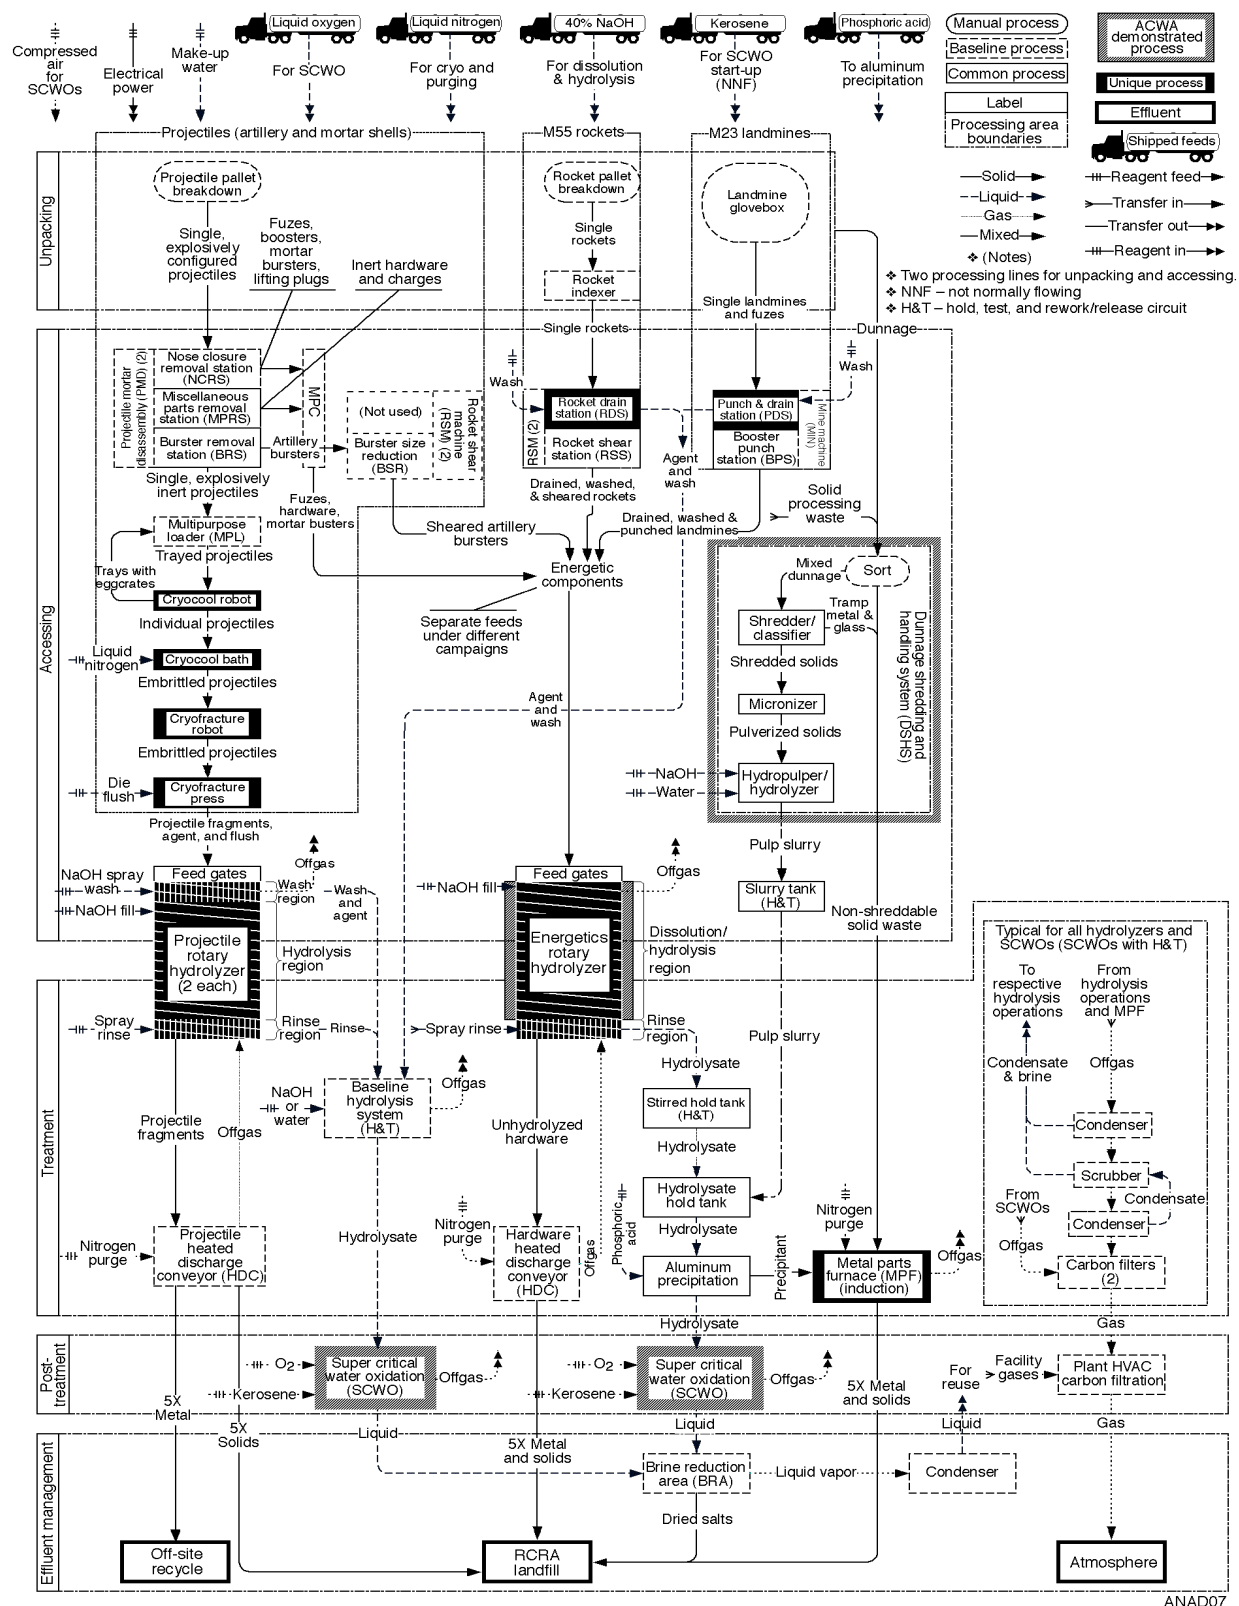 Liquid oxygen
Liquid nitrogen
40% NaOH
Kerosene
Phosphoric acid
Compressed
air
for
SCWOs
Electrical
power
Make-up
water
For SCWO
For cryo and
purging
For dissolution
& hydrolysis
For SCWO
start-up
(NNF)
To aluminum
precipitation
Manual process
Baseline process
Common process
Label
Processing area
boundaries
ACWA
demonstrated
process
Unique process
Effluent
Shipped feeds
Solid
Liquid
Gas
Mixed
❖ (Notes)
Reagent feed
Transfer in
Transfer out
Reagent in
❖ Two processing lines for unpacking and accessing.
❖ NNF – not normally flowing
❖ H&T – hold, test, and rework/release circuit
Projectiles (artillery and mortar shells)
M55 rockets
M23 landmines
Unpacking
Projectile pallet
breakdown
Rocket pallet
breakdown
Landmine
glovebox
Single,
explosively
configured
projectiles
Fuzes,
boosters,
mortar
bursters,
lifting plugs
Inert hardware
and charges
Single
rockets
Rocket
indexer
Single landmines
and fuzes
Single rockets
Dunnage
Accessing
Projectile mortar
disassembly (PMD) (2)
Nose closure
removal station
(NCRS)
Miscellaneous
parts removal
station (MPRS)
Burster removal
station (BRS)
MPC
Artillery
bursters
(Not used)
Burster size
reduction
(BSR)
Rocket shear
machine
(RSM) (2)
Wash
RSM (2)
Rocket drain
station (RDS)
Rocket shear
station (RSS)
Wash
Punch & drain
station (PDS)
Booster
punch
station (BPS)
Mine machine
(MIN)
Agent
and
wash
Single, explosively
inert projectiles
Fuzes,
hardware,
mortar busters
Drained, washed,
& sheared rockets
Solid
processing
waste
Multipurpose
loader (MPL)
Sheared artillery
bursters
Drained, washed &
punched landmines
Trayed projectiles
Trays with
eggcrates
Energetic
components
Mixed
dunnage
Sort
Cryocool robot
Separate feeds
under different
campaigns
Shredder/
classifier
Tramp
metal &
glass
Individual projectiles
Dunnage shredding and
handling system (DSHS)
Liquid
nitrogen
Cryocool bath
Shredded solids
Embrittled projectiles
Agent
and
wash
Micronizer
Cryofracture
robot
Pulverized solids
Embrittled projectiles
NaOH
Water
Hydropulper/
hydrolyzer
Die
flush
Cryofracture
press
Projectile fragments,
agent, and flush
Pulp slurry
Offgas
Offgas
Feed gates
Feed gates
NaOH spray
wash
NaOH fill
Wash
region
Wash
and
agent
NaOH fill
Slurry tank
(H&T)
Non-shreddable
solid waste
Projectile
rotary
hydrolyzer
(2 each)
Hydrolysis
region
Energetics
rotary
hydrolyzer
Dissolution/
hydrolysis
region
Typical for all hydrolyzers and
SCWOs (SCWOs with H&T)
To
respective
hydrolysis
operations
From
hydrolysis
operations
and MPF
Treatment
Spray
rinse
Rinse
region
Rinse
Spray rinse
Rinse
region
Pulp slurry
Hydrolysate
Condensate
& brine
Offgas
NaOH
or
water
Baseline
hydrolysis
system
(H&T)
Offgas
Stirred hold tank
(H&T)
Projectile
fragments
Offgas
Unhydrolyzed
hardware
Condenser
Hydrolysate
Scrubber
Hydrolysate
hold tank
From
SCWOs
Condensate
Condenser
Nitrogen
purge
Nitrogen
purge
Hydrolysate
Phosphoric
acid
Hydrolysate
Nitrogen
purge
Offgas
Projectile
heated
discharge
conveyor (HDC)
Hardware
heated
discharge
conveyor
(HDC)
Offgas
Aluminum
precipitation
Precipitant
Metal parts
furnace (MPF)
(induction)
Offgas
Carbon filters
(2)
Hydrolysate
Gas
Post-
treatment
O2
Kerosene
Super critical
water oxidation
(SCWO)
Offgas
O2
Kerosene
Super critical
water oxidation
(SCWO)
Offgas
5X Metal
and solids
For
reuse
Facility
gases
Plant HVAC
carbon filtration
5X
Metal
5X
Solids
Liquid
Liquid
Liquid
Gas
Effluent management
5X Metal
and solids
Brine reduction
area (BRA)
Liquid vapor
Condenser
Dried salts
Off-site
recycle
RCRA
landfill
Atmosphere
ANAD07